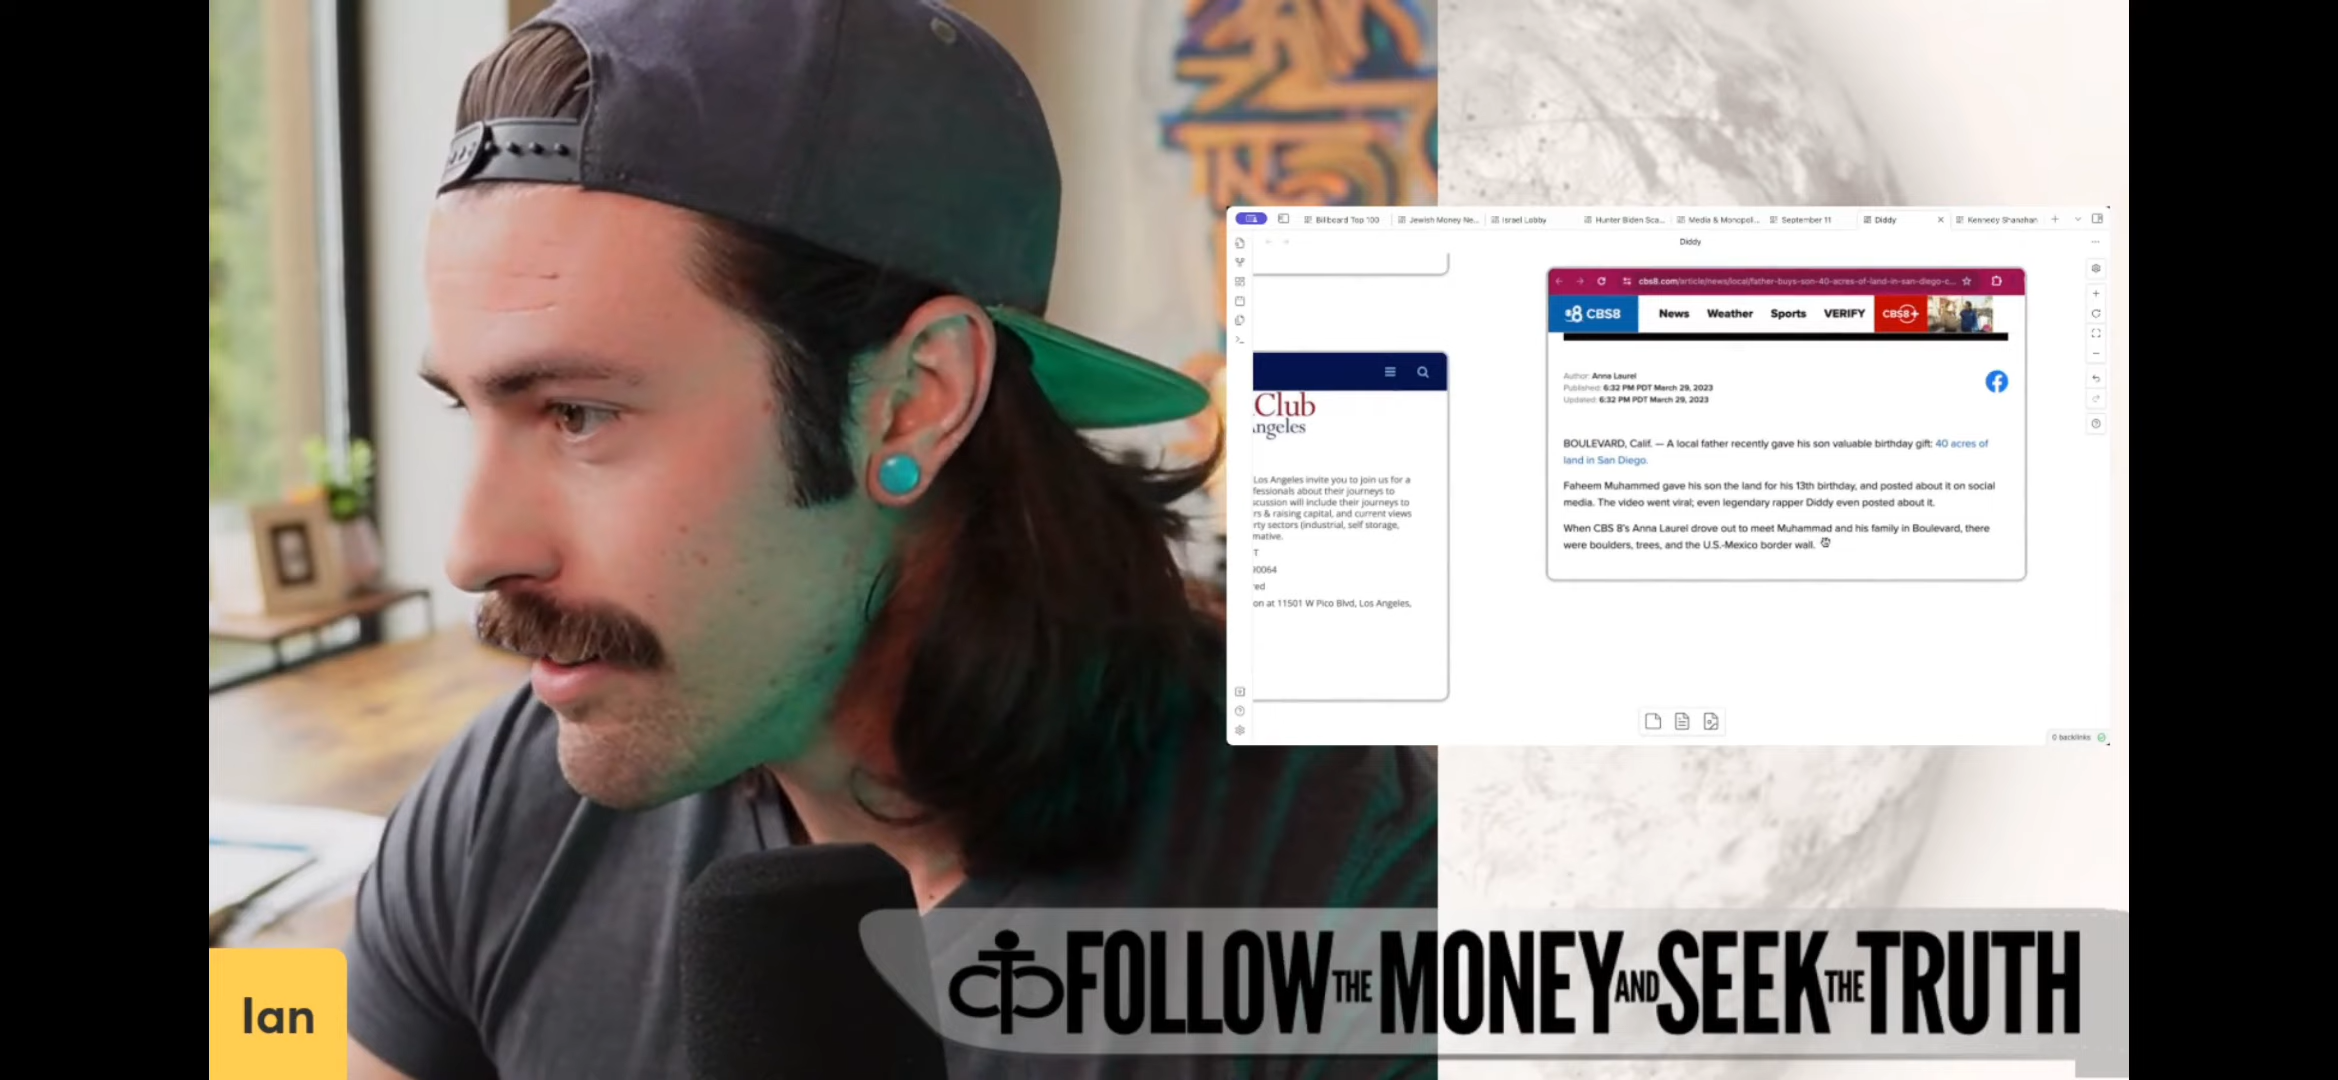 Billboard Top 100
Jewish Money Ne...
Israel Lobby
Hunter Biden Sca...
Media & Monopol...
September 11
Diddy
Kennedy Shanahan
Diddy
cbs8.com/article/news/local/father-buys-son-40-acres-of-land-in-san-diego-c...
8 CBS8
News
Weather
Sports
VERIFY
CBS8+
Author: Anna Laurel
Published: 6:32 PM PDT March 29, 2023
Updated: 6:32 PM PDT March 29, 2023
BOULEVARD, Calif. — A local father recently gave his son valuable birthday gift: 40 acres of
land in San Diego.
Faheem Muhammed gave his son the land for his 13th birthday, and posted about it on social
media. The video went viral; even legendary rapper Diddy even posted about it.
When CBS 8's Anna Laurel drove out to meet Muhammad and his family in Boulevard, there
were boulders, trees, and the U.S.-Mexico border wall.
Club
ngeles
Los Angeles invite you to join us for a
fessionals about their journeys to
scussion will include their journeys to
rs & raising capital, and current views
rty sectors (industrial, self storage,
mative.
T
90064
red
on at 11501 W Pico Blvd, Los Angeles,
0 backlinks
FOLLOW THE MONEY AND SEEK THE TRUTH
Ian